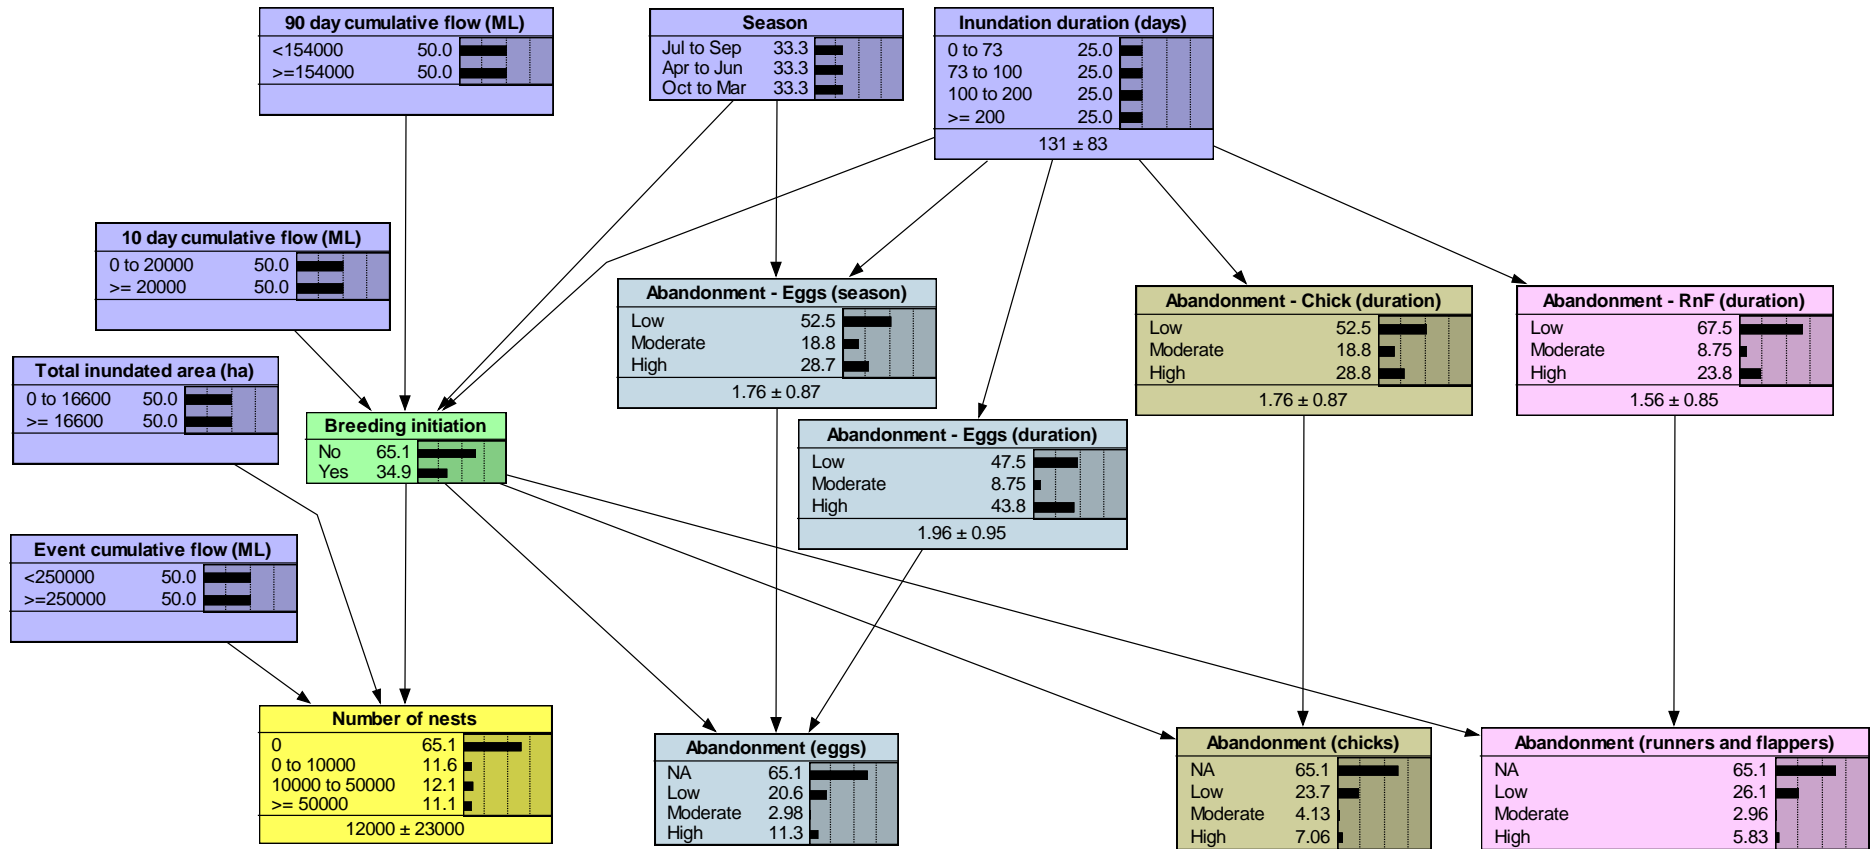 90 day cumulative flow (ML)
<154000 50.0
>=154000 50.0
Season
Jul to Sep 33.3
Apr to Jun 33.3
Oct to Mar 33.3
Inundation duration (days)
0 to 73 25.0
73 to 100 25.0
100 to 200 25.0
>= 200 25.0
131 ± 83
10 day cumulative flow (ML)
0 to 20000 50.0
>= 20000 50.0
Abandonment - Eggs (season)
Low 52.5
Moderate 18.8
High 28.7
1.76 ± 0.87
Abandonment - Chick (duration)
Low 52.5
Moderate 18.8
High 28.8
1.76 ± 0.87
Abandonment - RnF (duration)
Low 67.5
Moderate 8.75
High 23.8
1.56 ± 0.85
Total inundated area (ha)
0 to 16600 50.0
>= 16600 50.0
Breeding initiation
No 65.1
Yes 34.9
Abandonment - Eggs (duration)
Low 47.5
Moderate 8.75
High 43.8
1.96 ± 0.95
Event cumulative flow (ML)
<250000 50.0
>=250000 50.0
Number of nests
0 65.1
0 to 10000 11.6
10000 to 50000 12.1
>= 50000 11.1
12000 ± 23000
Abandonment (eggs)
NA 65.1
Low 20.6
Moderate 2.98
High 11.3
Abandonment (chicks)
NA 65.1
Low 23.7
Moderate 4.13
High 7.06
Abandonment (runners and flappers)
NA 65.1
Low 26.1
Moderate 2.96
High 5.83